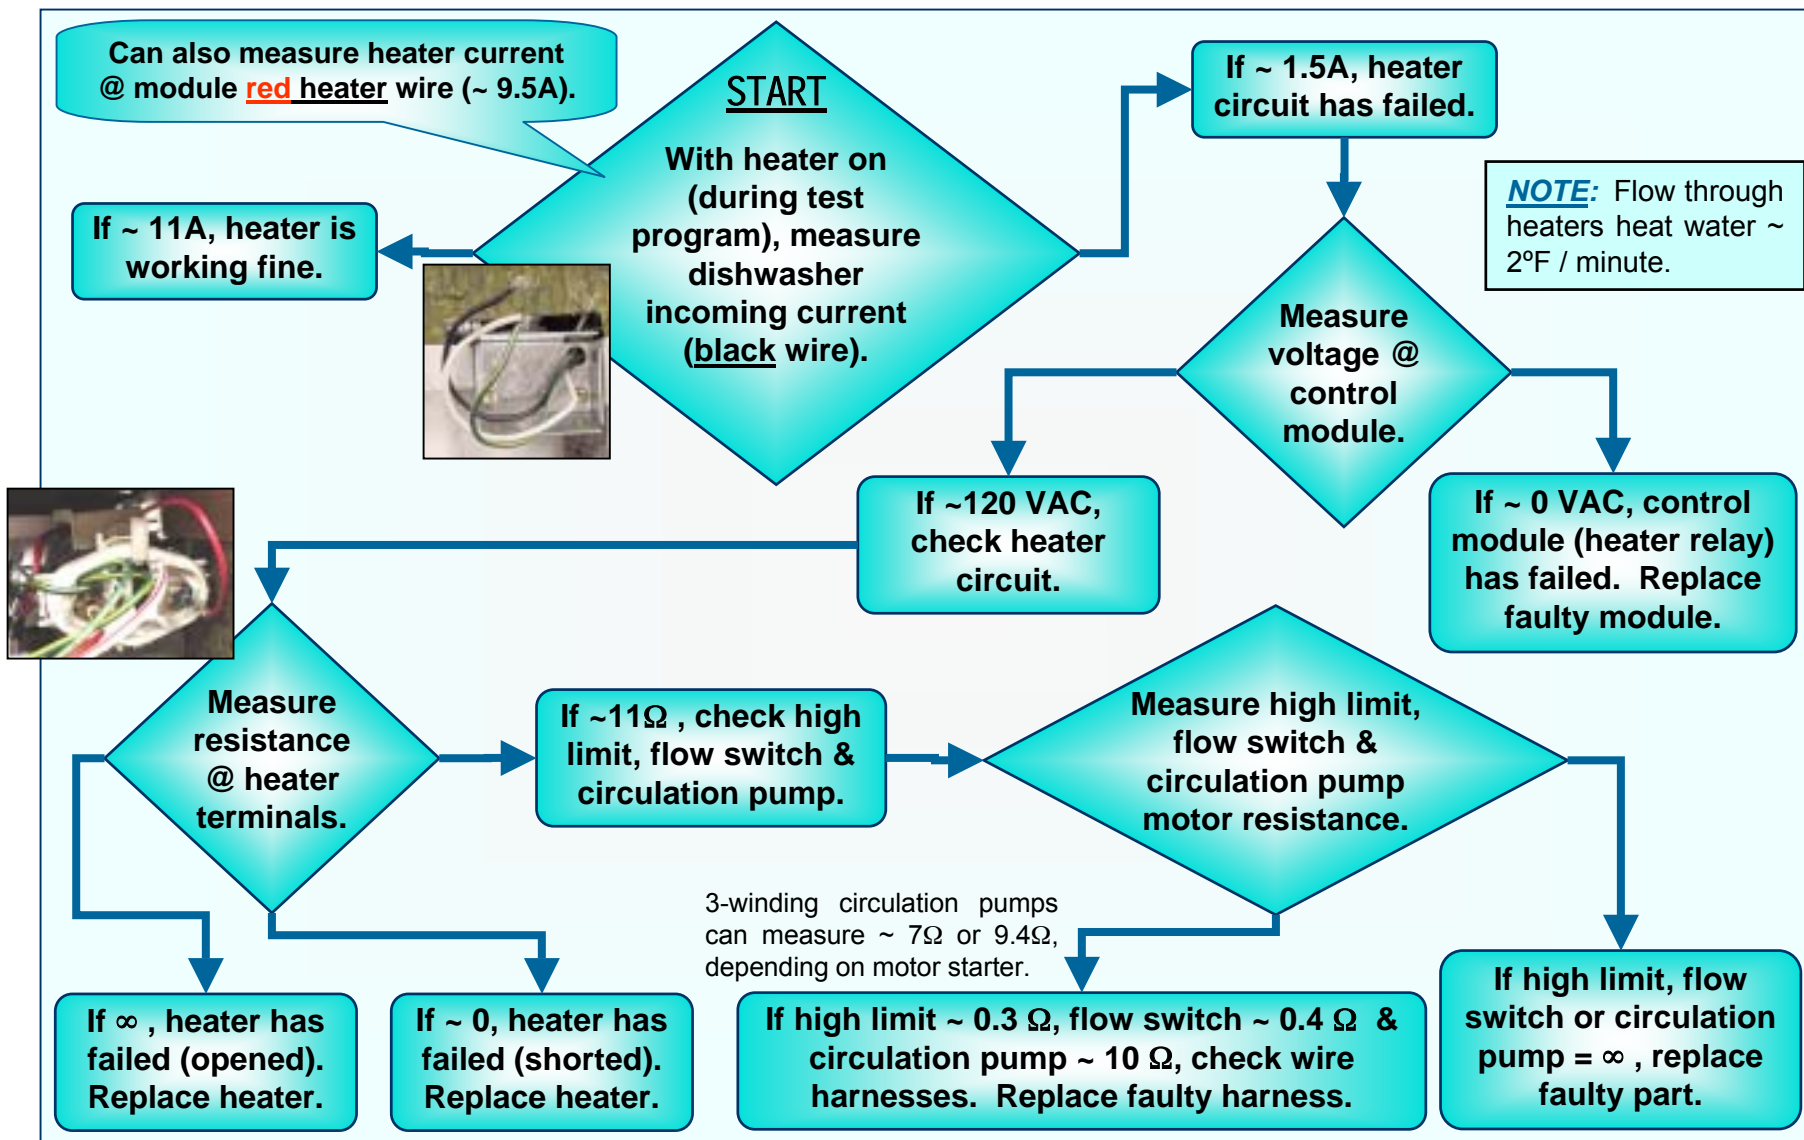 Can also measure heater current
@ module red heater wire (~ 9.5A).
START
With heater on
(during test
program), measure
dishwasher
incoming current
(black wire).
If ~ 1.5A, heater
circuit has failed.
NOTE: Flow through
heaters heat water ~
2ºF / minute.
If ~ 11A, heater is
working fine.
Measure
voltage @
control
module.
If ~120 VAC,
check heater
circuit.
If ~ 0 VAC, control
module (heater relay)
has failed. Replace
faulty module.
Measure
resistance
@ heater
terminals.
If ~11Ω , check high
limit, flow switch &
circulation pump.
Measure high limit,
flow switch &
circulation pump
motor resistance.
3-winding circulation pumps
can measure ~ 7Ω or 9.4Ω,
depending on motor starter.
If ∞ , heater has
failed (opened).
Replace heater.
If ~ 0, heater has
failed (shorted).
Replace heater.
If high limit ~ 0.3 Ω, flow switch ~ 0.4 Ω &
circulation pump ~ 10 Ω, check wire
harnesses. Replace faulty harness.
If high limit, flow
switch or circulation
pump = ∞ , replace
faulty part.